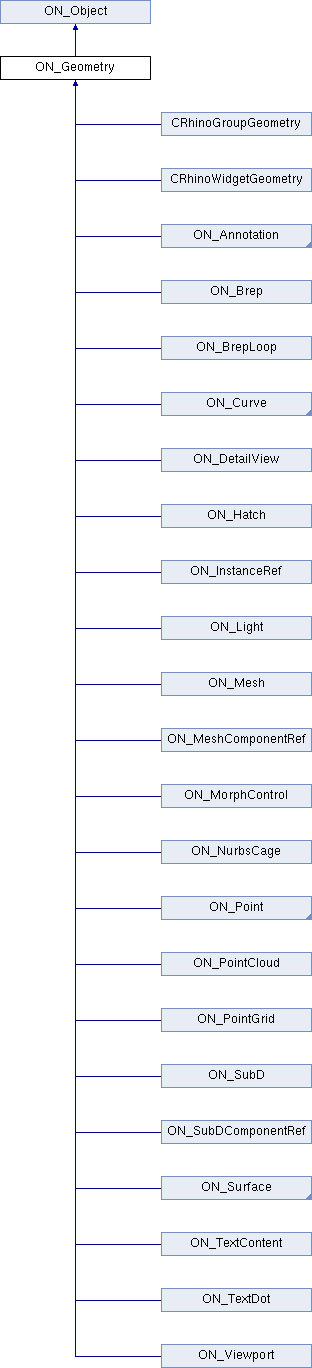 ON_Object
ON_Geometry
CRhinoGroupGeometry
CRhinoWidgetGeometry
ON_Annotation
ON_Brep
ON_BrepLoop
ON_Curve
ON_DetailView
ON_Hatch
ON_InstanceRef
ON_Light
ON_Mesh
ON_MeshComponentRef
ON_MorphControl
ON_NurbsCage
ON_Point
ON_PointCloud
ON_PointGrid
ON_SubD
ON_SubDComponentRef
ON_Surface
ON_TextContent
ON_TextDot
ON_Viewport